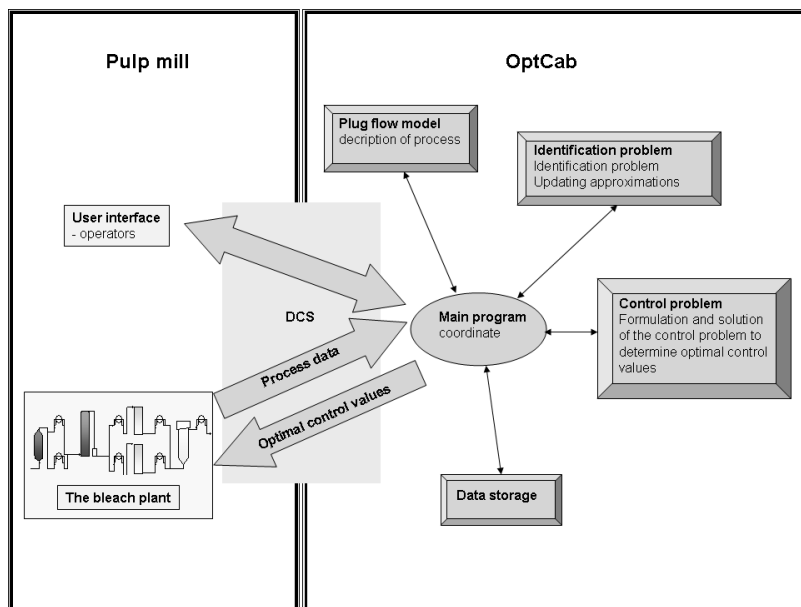 Pulp mill
OptCab
Plug flow model
decription of process
Identification problem
Identification problem
Updating approximations
User interface
- operators
DCS
Main program
coordinate
Control problem
Formulation and solution
of the control problem to
determine optimal control
values
Process data
Optimal control values
The bleach plant
Data storage